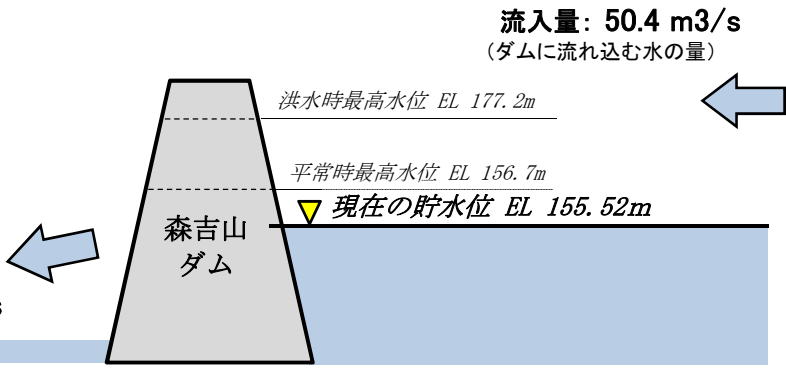 流入量： 50.4 m3/s
（ダムに流れ込む水の量）
洪水時最高水位 EL 177.2m
平常時最高水位 EL 156.7m
現在の貯水位 EL 155.52m
森吉山
ダム
s